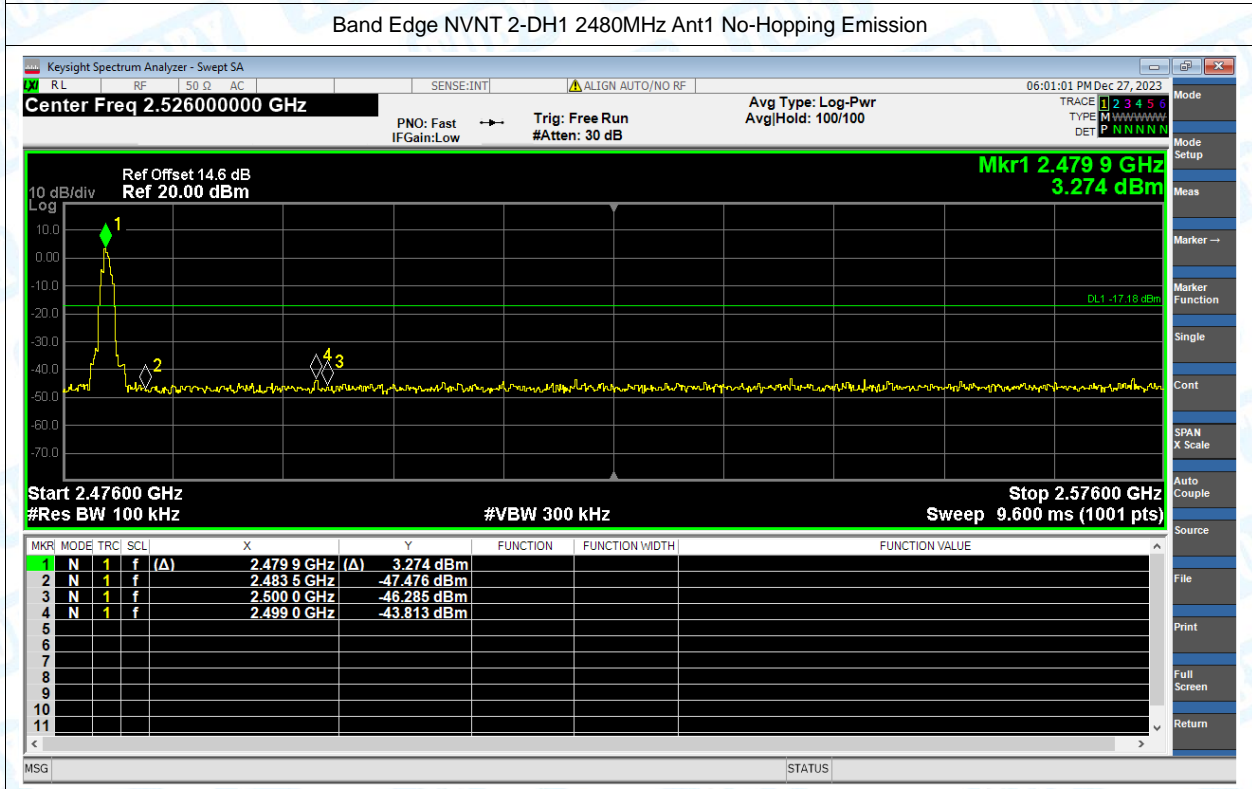 Band Edge NVNT 2-DH1 2480MHz Ant1 No-Hopping Emission
Keysight Spectrum Analyzer - Swept SA
LXI RL RF 50 Ω AC SENSE:INT ALIGN AUTO/NO RF 06:01:01 PM Dec 27, 2023
Center Freq 2.526000000 GHz
PNO: Fast
IFGain:Low
Trig: Free Run
#Atten: 30 dB
Avg Type: Log-Pwr
Avg|Hold: 100/100
TRACE 1 2 3 4 5 6
TYPE M WWWWW
DET P N N N N N
Mkr1 2.479 9 GHz
3.274 dBm
Ref Offset 14.6 dB
10 dB/div Ref 20.00 dBm
Log
10.0
0.00
-10.0
-20.0
-30.0
-40.0
-50.0
-60.0
-70.0
1
2
4
3
DL1 -17.18 dBm
Start 2.47600 GHz Stop 2.57600 GHz
#Res BW 100 kHz #VBW 300 kHz Sweep 9.600 ms (1001 pts)
MKR MODE TRC SCL X Y FUNCTION FUNCTION WIDTH FUNCTION VALUE
1 N 1 f (Δ) 2.479 9 GHz (Δ) 3.274 dBm
2 N 1 f 2.483 5 GHz -47.476 dBm
3 N 1 f 2.500 0 GHz -46.285 dBm
4 N 1 f 2.499 0 GHz -43.813 dBm
5
6
7
8
9
10
11
MSG STATUS
Mode
Mode
Setup
Meas
Marker →
Marker
Function
Single
Cont
SPAN
X Scale
Auto
Couple
Source
File
Print
Full
Screen
Return